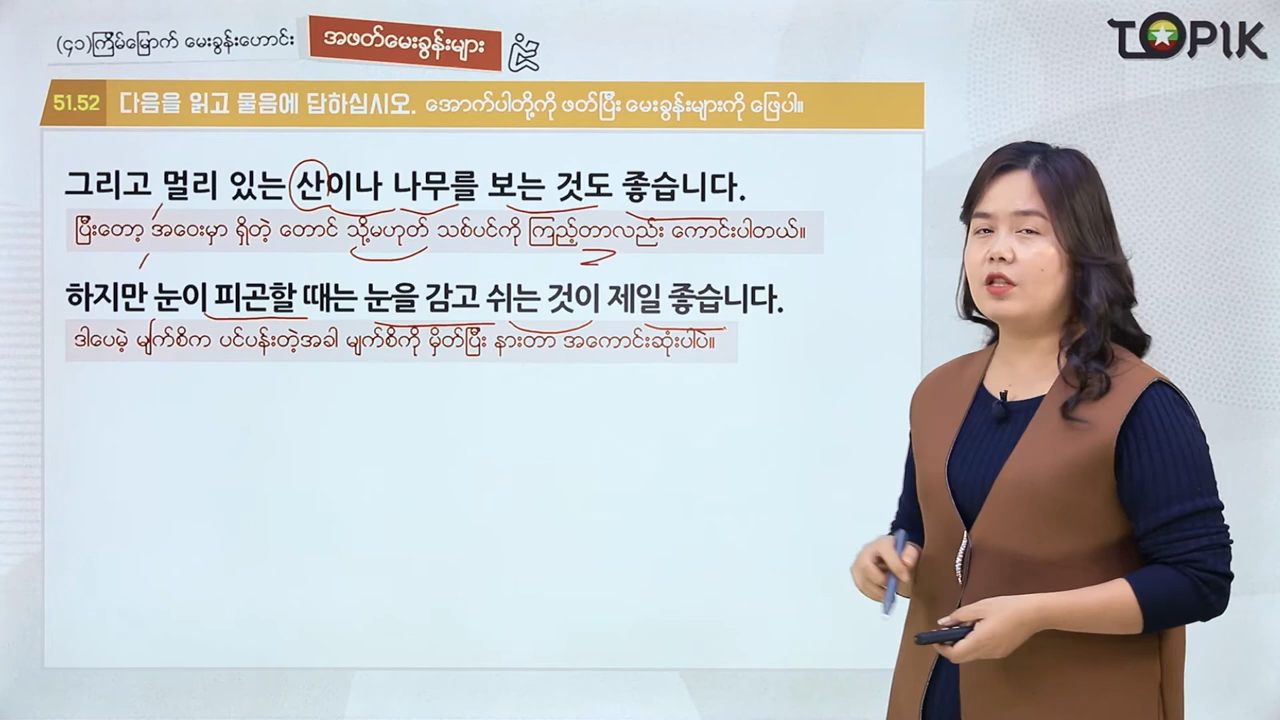 (၄၁)ကြိမ်မြောက် မေးခွန်းဟောင်း အဖတ်မေးခွန်းများ
TOPIK
51.52 다음을 읽고 물음에 답하십시오. အောက်ပါတို့ကို ဖတ်ပြီး မေးခွန်းများကို ဖြေပါ။
그리고 멀리 있는 산이나 나무를 보는 것도 좋습니다.
ပြီးတော့ အဝေးမှာ ရှိတဲ့ တောင် သို့မဟုတ် သစ်ပင်ကို ကြည့်တာလည်း ကောင်းပါတယ်။
하지만 눈이 피곤할 때는 눈을 감고 쉬는 것이 제일 좋습니다.
ဒါပေမဲ့ မျက်စိက ပင်ပန်းတဲ့အခါ မျက်စိကို မှိတ်ပြီး နားတာ အကောင်းဆုံးပါပဲ။